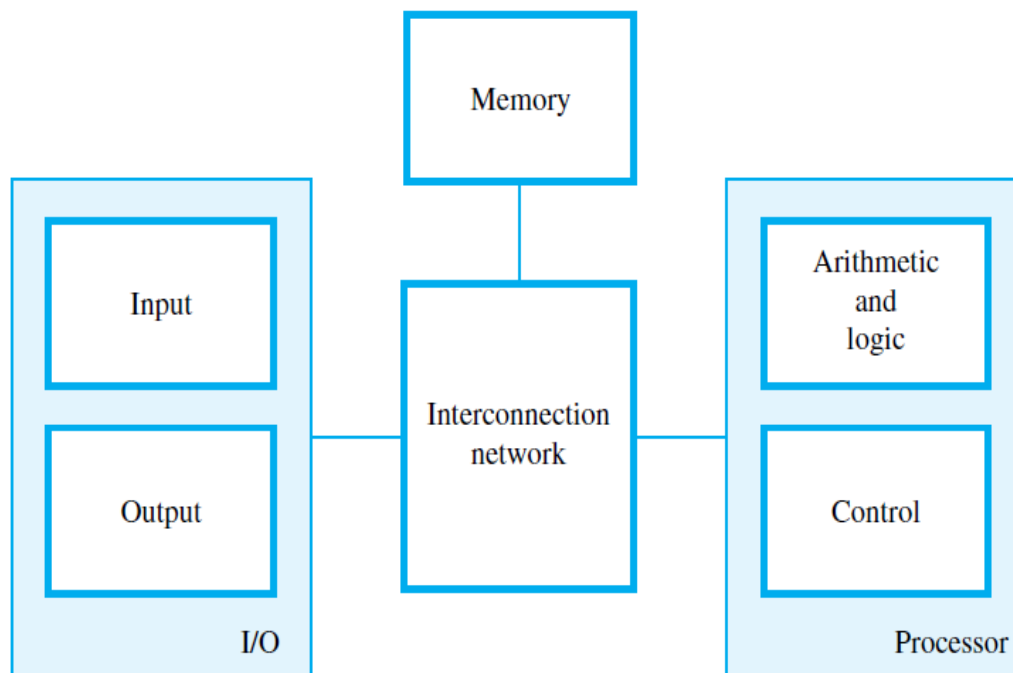 Memory
Input
Output
I/O
Interconnection
network
Arithmetic
and
logic
Control
Processor